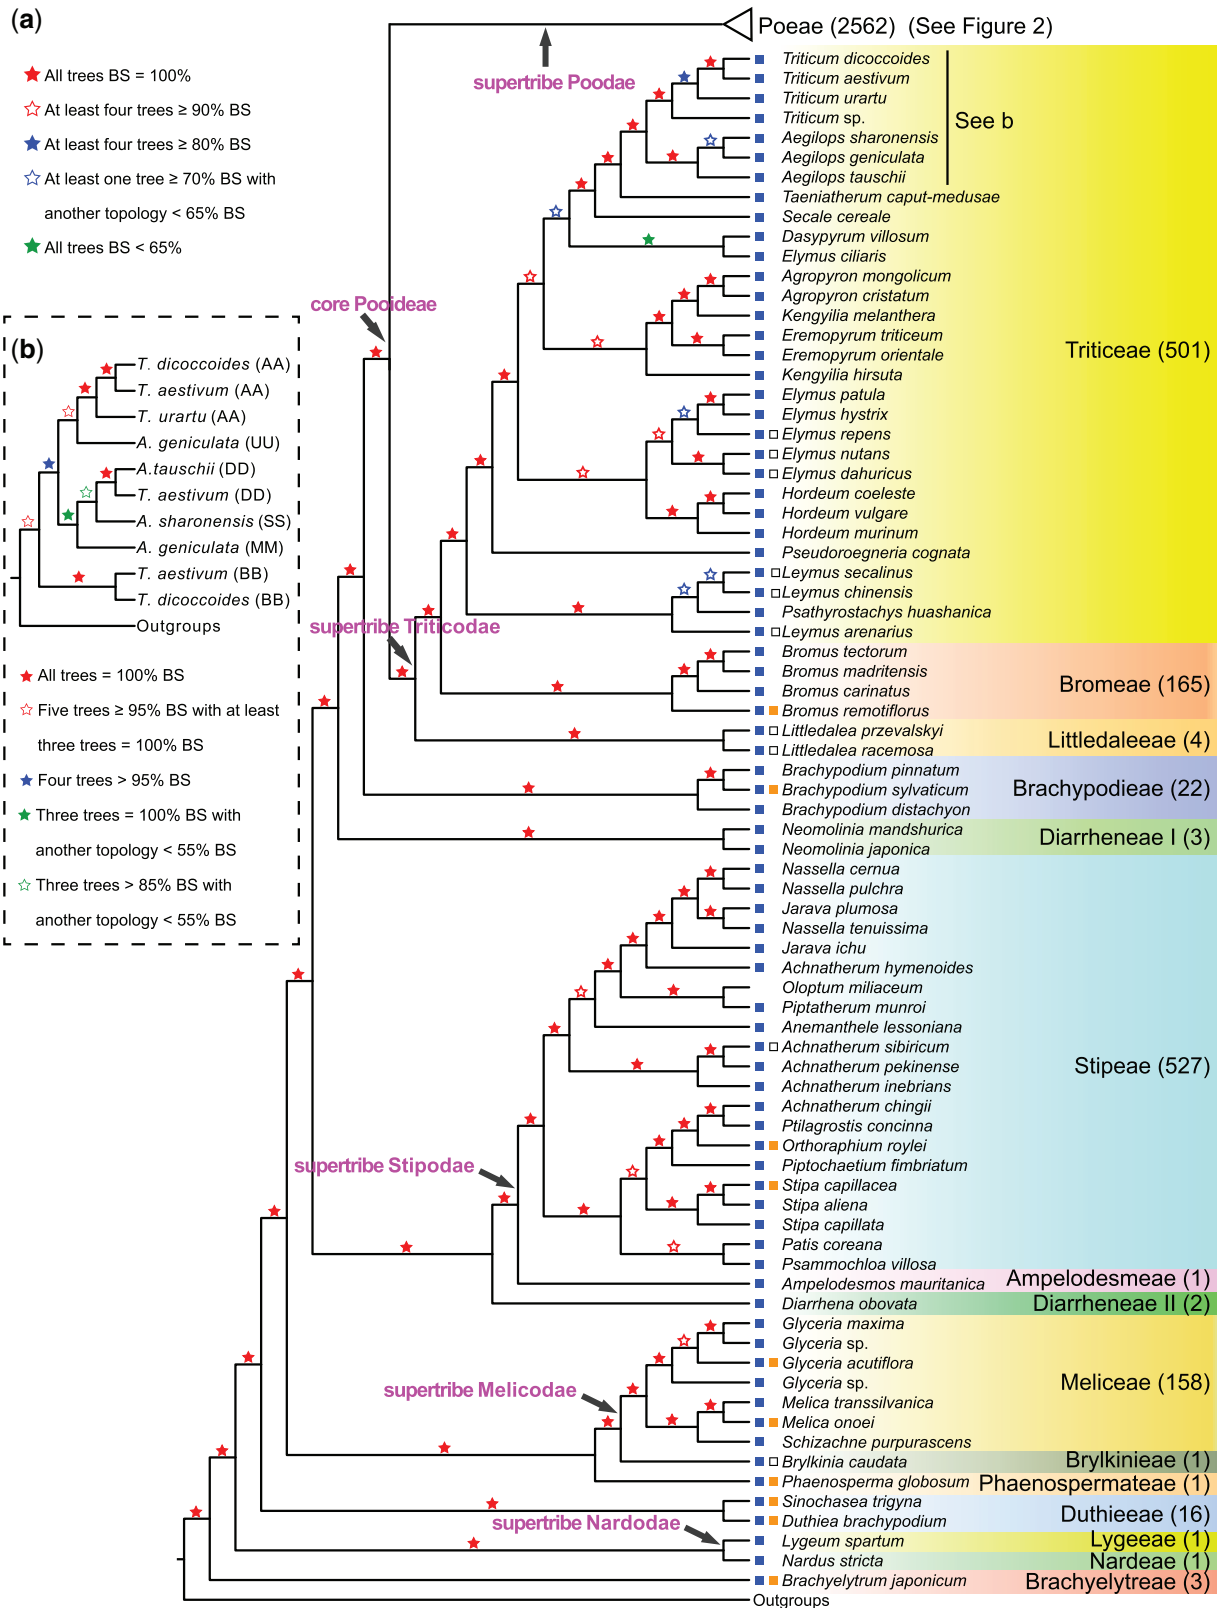 (a)
All trees BS = 100%
At least four trees ≥ 90% BS
At least four trees ≥ 80% BS
At least one tree ≥ 70% BS with
another topology < 65% BS
All trees BS < 65%
Poeae (2562) (See Figure 2)
supertribe Poodae
core Pooideae
supertribe Triticodae
supertribe Stipodae
supertribe Melicodae
supertribe Nardodae
Triticum dicoccoides
Triticum aestivum
Triticum urartu
Triticum sp.
Aegilops sharonensis
Aegilops geniculata
Aegilops tauschii
See b
Taeniatherum caput-medusae
Secale cereale
Dasypyrum villosum
Elymus ciliaris
Agropyron mongolicum
Agropyron cristatum
Kengyilia melanthera
Eremopyrum triticeum
Eremopyrum orientale
Kengyilia hirsuta
Elymus patula
Elymus hystrix
Elymus repens
Elymus nutans
Elymus dahuricus
Hordeum coeleste
Hordeum vulgare
Hordeum murinum
Pseudoroegneria cognata
Leymus secalinus
Leymus chinensis
Psathyrostachys huashanica
Leymus arenarius
Triticeae (501)
Bromus tectorum
Bromus madritensis
Bromus carinatus
Bromus remotiflorus
Bromeae (165)
Littledalea przevalskyi
Littledalea racemosa
Littledaleeae (4)
Brachypodium pinnatum
Brachypodium sylvaticum
Brachypodium distachyon
Brachypodieae (22)
Neomolinia mandshurica
Neomolinia japonica
Diarrheneae I (3)
Nassella cernua
Nassella pulchra
Jarava plumosa
Nassella tenuissima
Jarava ichu
Achnatherum hymenoides
Oloptum miliaceum
Piptatherum munroi
Anemanthele lessoniana
Achnatherum sibiricum
Achnatherum pekinense
Achnatherum inebrians
Achnatherum chingii
Ptilagrostis concinna
Orthoraphium roylei
Piptochaetium fimbriatum
Stipa capillacea
Stipa aliena
Stipa capillata
Patis coreana
Psammochloa villosa
Stipeae (527)
Ampelodesmos mauritanica
Ampelodesmeae (1)
Diarrhena obovata
Diarrheneae II (2)
Glyceria maxima
Glyceria sp.
Glyceria acutiflora
Glyceria sp.
Melica transsilvanica
Melica onoei
Schizachne purpurascens
Meliceae (158)
Brylkinia caudata
Brylkinieae (1)
Phaenosperma globosum
Phaenospermateae (1)
Sinochasea trigyna
Duthiea brachypodium
Duthieeae (16)
Lygeum spartum
Lygeeae (1)
Nardus stricta
Nardeae (1)
Brachyelytrum japonicum
Brachyelytreae (3)
Outgroups
(b)
T. dicoccoides (AA)
T. aestivum (AA)
T. urartu (AA)
A. geniculata (UU)
A.tauschii (DD)
T. aestivum (DD)
A. sharonensis (SS)
A. geniculata (MM)
T. aestivum (BB)
T. dicoccoides (BB)
Outgroups
All trees = 100% BS
Five trees ≥ 95% BS with at least
three trees = 100% BS
Four trees > 95% BS
Three trees = 100% BS with
another topology < 55% BS
Three trees > 85% BS with
another topology < 55% BS